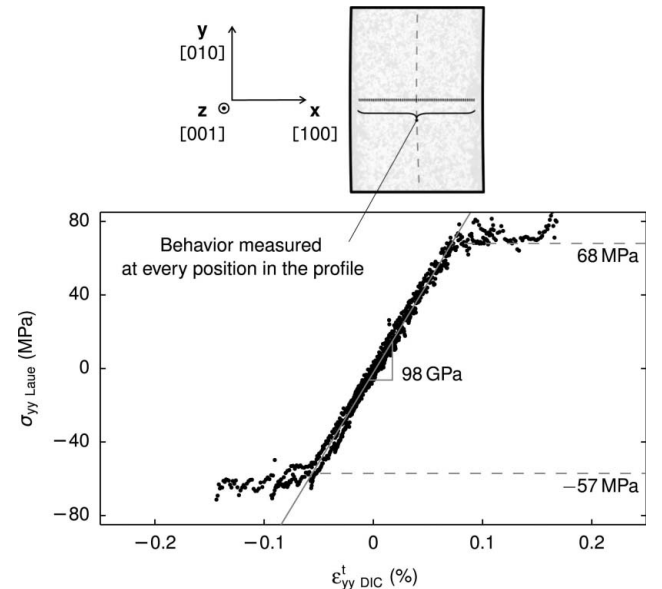 y
[010]
z
[001]
x
[100]
Behavior measured
at every position in the profile
80
40
0
−40
−80
σyy Laue (MPa)
68 MPa
98 GPa
−57 MPa
−0.2
−0.1
0
0.1
0.2
εᵗyy DIC (%)